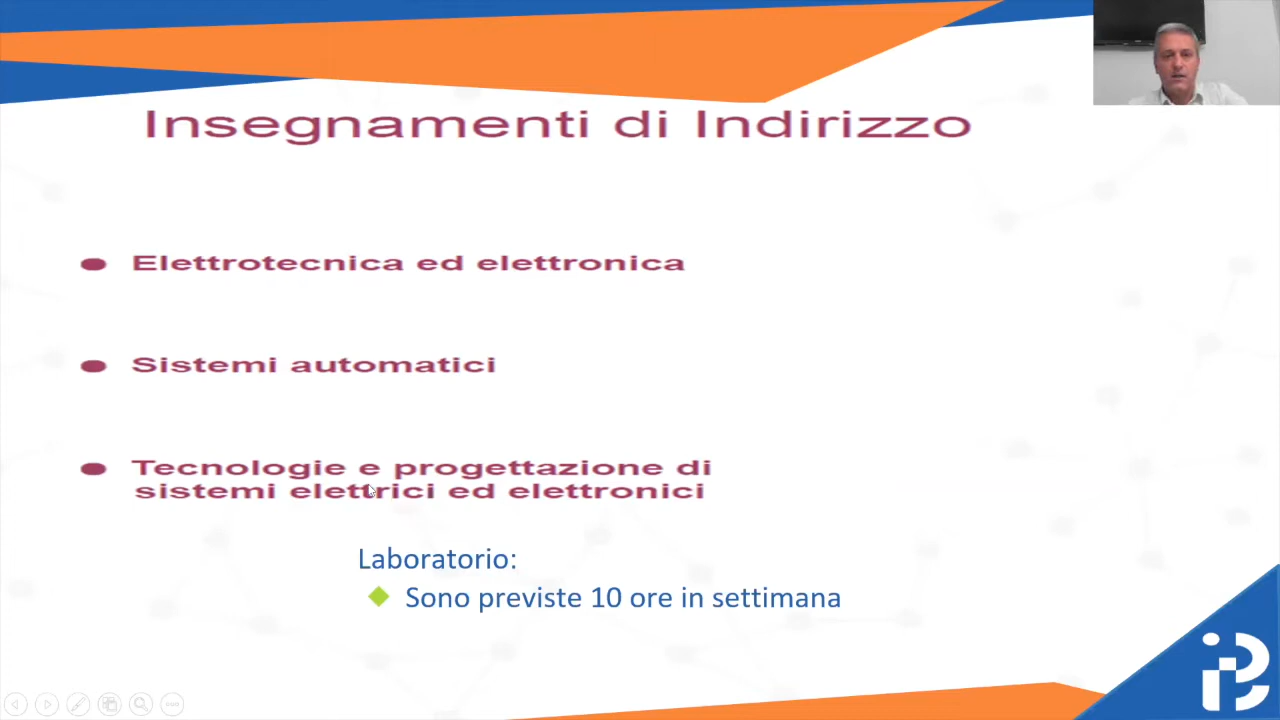 Insegnamenti di Indirizzo
Elettrotecnica ed elettronica
Sistemi automatici
Tecnologie e progettazione di
sistemi elettrici ed elettronici
Laboratorio:
Sono previste 10 ore in settimana